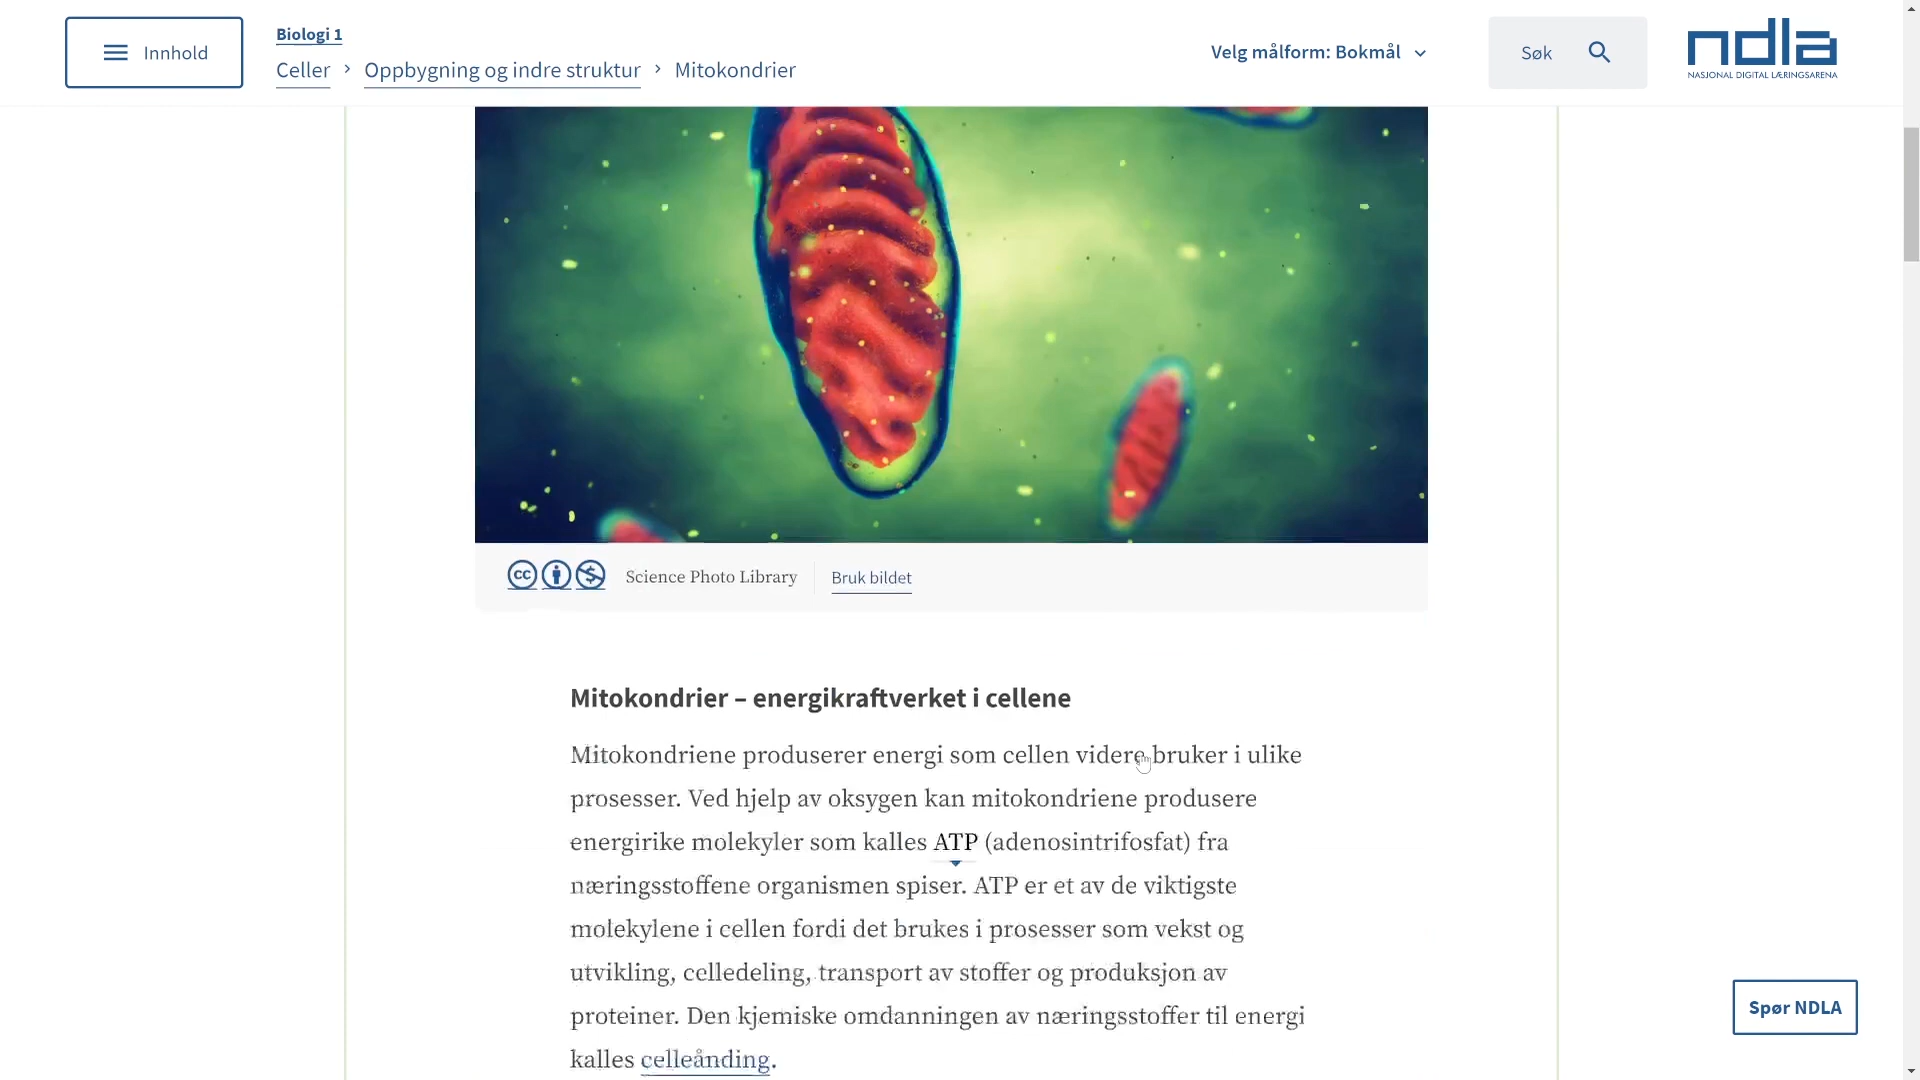 Innhold
Biologi 1
Celler › Oppbygning og indre struktur › Mitokondrier
Velg målform: Bokmål
Søk
ndla
NASJONAL DIGITAL LÆRINGSARENA
Science Photo Library
Bruk bildet
Mitokondrier – energikraftverket i cellene
Mitokondriene produserer energi som cellen videre bruker i ulike
prosesser. Ved hjelp av oksygen kan mitokondriene produsere
energirike molekyler som kalles ATP (adenosintrifosfat) fra
næringsstoffene organismen spiser. ATP er et av de viktigste
molekylene i cellen fordi det brukes i prosesser som vekst og
utvikling, celledeling, transport av stoffer og produksjon av
proteiner. Den kjemiske omdanningen av næringsstoffer til energi
kalles celleånding.
Spør NDLA